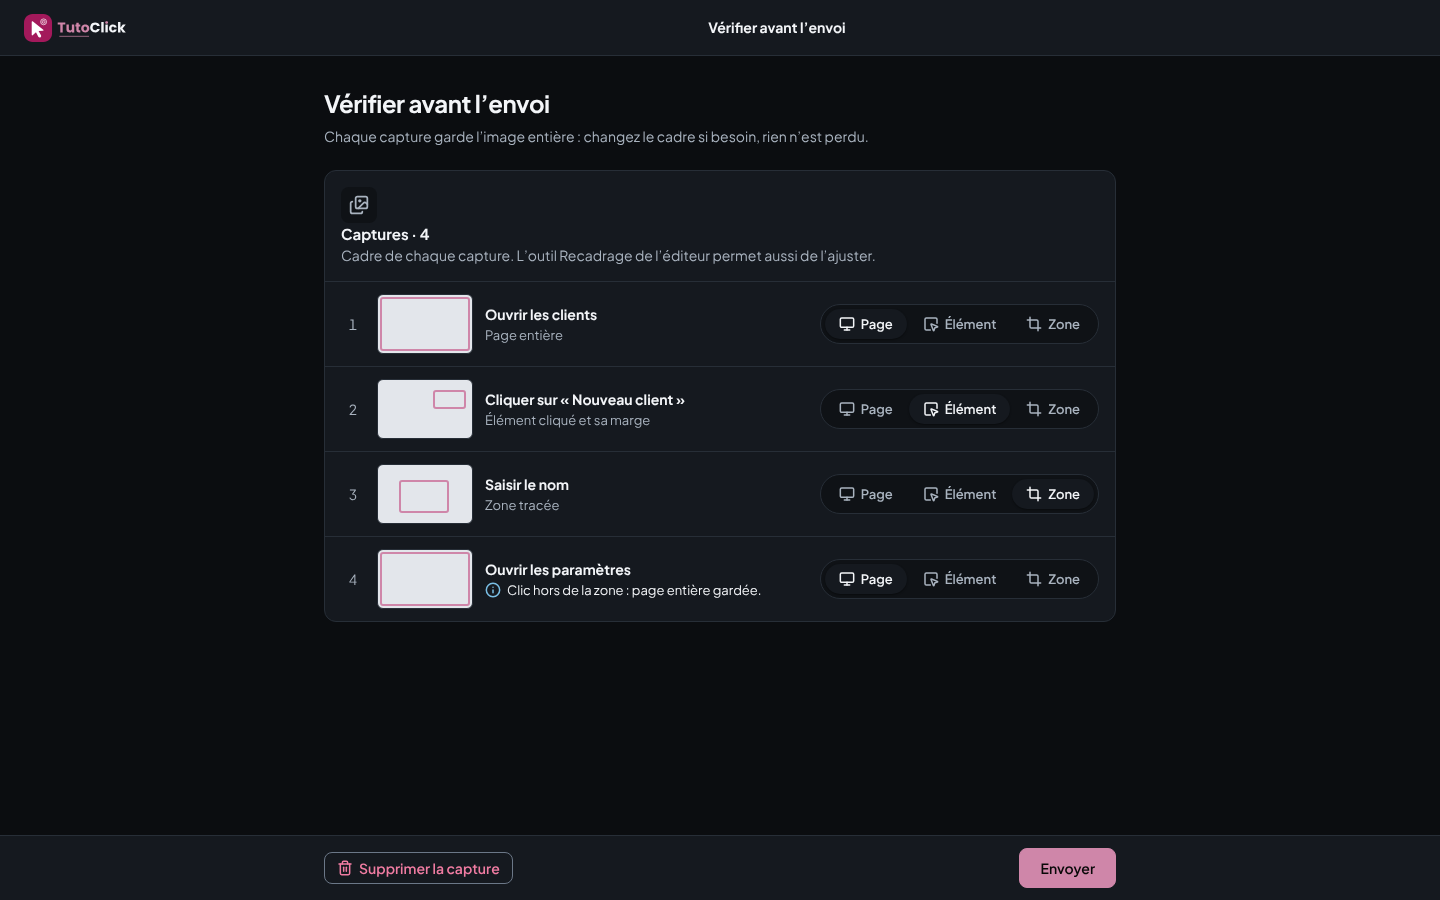 TutoClick
Vérifier avant l’envoi
Vérifier avant l’envoi
Chaque capture garde l’image entière : changez le cadre si besoin, rien n’est perdu.
Captures · 4
Cadre de chaque capture. L’outil Recadrage de l’éditeur permet aussi de l’ajuster.
1
Ouvrir les clients
Page entière
Page Élément Zone
2
Cliquer sur « Nouveau client »
Élément cliqué et sa marge
Page Élément Zone
3
Saisir le nom
Zone tracée
Page Élément Zone
4
Ouvrir les paramètres
Clic hors de la zone : page entière gardée.
Page Élément Zone
Supprimer la capture
Envoyer